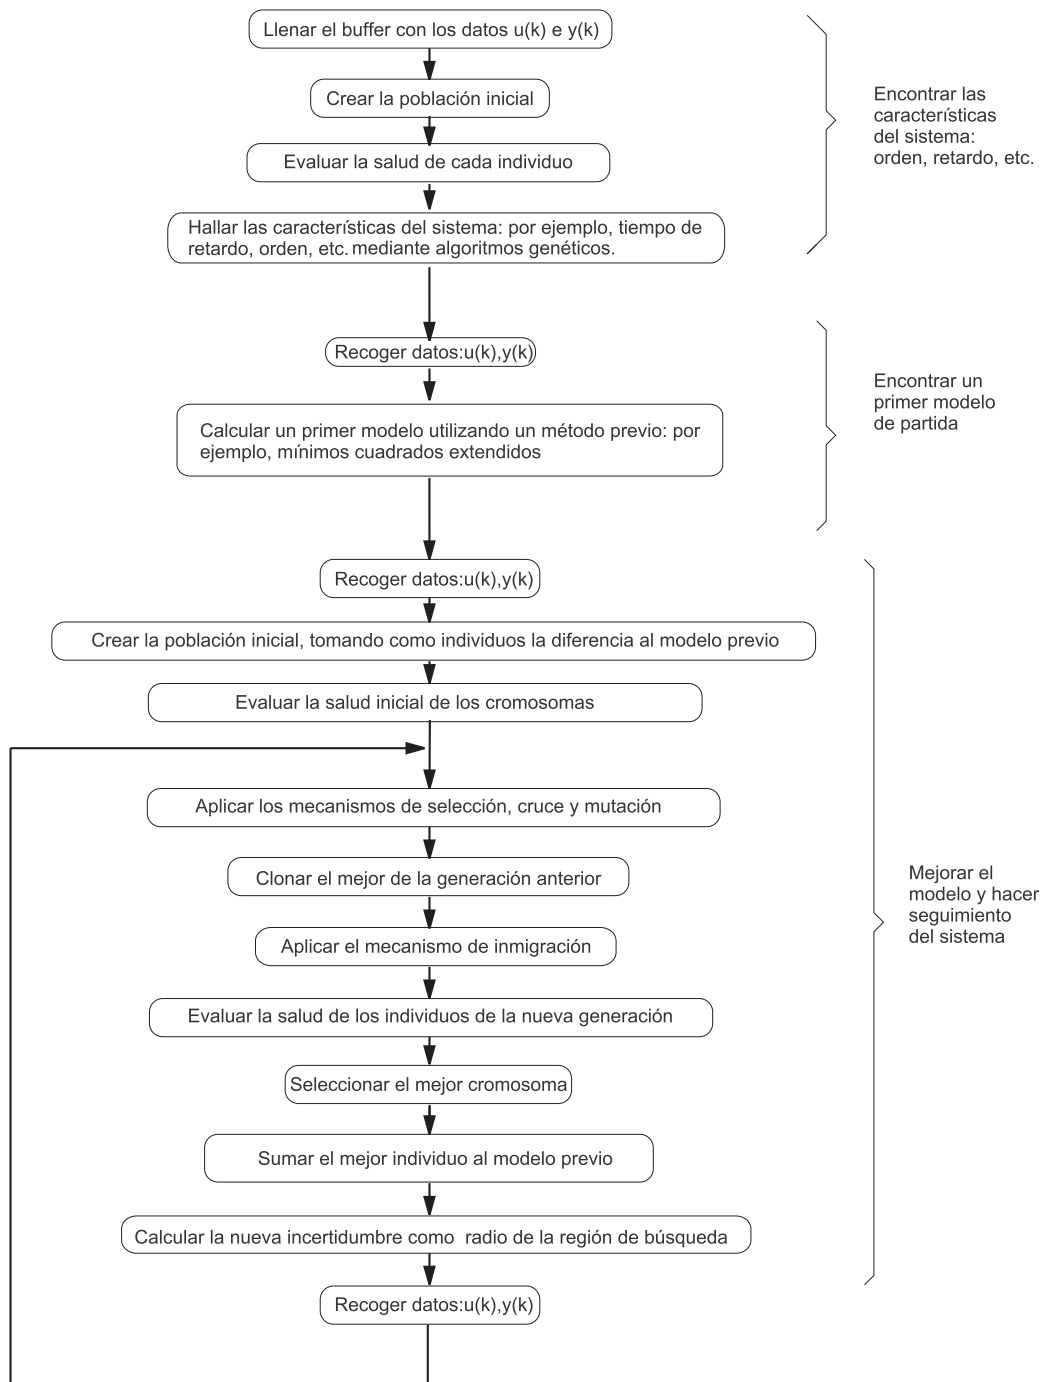 Llenar el buffer con los datos u(k) e y(k)
Crear la población inicial
Evaluar la salud de cada individuo
Hallar las características del sistema: por ejemplo, tiempo de
retardo, orden, etc. mediante algoritmos genéticos.
Encontrar las
características
del sistema:
orden, retardo, etc.
Recoger datos:u(k),y(k)
Calcular un primer modelo utilizando un método previo: por
ejemplo, mínimos cuadrados extendidos
Encontrar un
primer modelo
de partida
Recoger datos:u(k),y(k)
Crear la población inicial, tomando como individuos la diferencia al modelo previo
Evaluar la salud inicial de los cromosomas
Aplicar los mecanismos de selección, cruce y mutación
Clonar el mejor de la generación anterior
Aplicar el mecanismo de inmigración
Evaluar la salud de los individuos de la nueva generación
Seleccionar el mejor cromosoma
Sumar el mejor individuo al modelo previo
Calcular la nueva incertidumbre como radio de la región de búsqueda
Recoger datos:u(k),y(k)
Mejorar el
modelo y hacer
seguimiento
del sistema